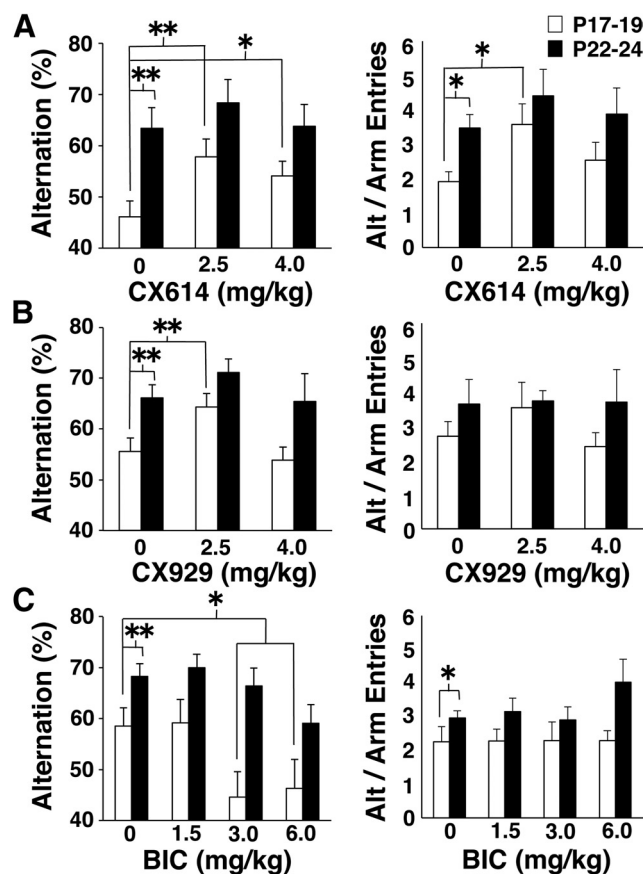 A
Alternation (%)
80
70
60
50
40
**
**
*
0 2.5 4.0
CX614 (mg/kg)
Alt / Arm Entries
6
5
4
3
2
1
0
*
*
P17-19
P22-24
0 2.5 4.0
CX614 (mg/kg)
B
Alternation (%)
80
70
60
50
40
**
**
0 2.5 4.0
CX929 (mg/kg)
Alt / Arm Entries
6
5
4
3
2
1
0
0 2.5 4.0
CX929 (mg/kg)
C
Alternation (%)
80
70
60
50
40
*
**
0 1.5 3.0 6.0
BIC (mg/kg)
Alt / Arm Entries
6
5
4
3
2
1
0
*
0 1.5 3.0 6.0
BIC (mg/kg)